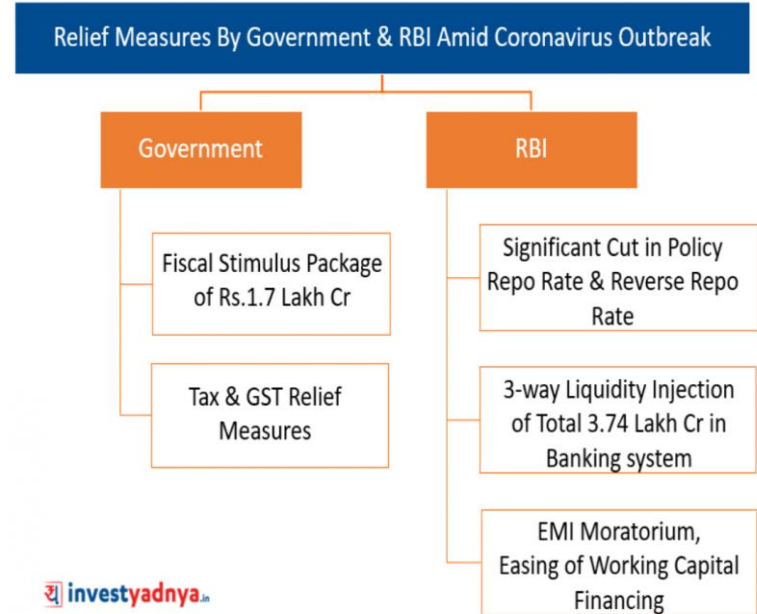 Relief Measures By Government & RBI Amid Coronavirus Outbreak
Government
RBI
Fiscal Stimulus Package
of Rs.1.7 Lakh Cr
Tax & GST Relief
Measures
Significant Cut in Policy
Repo Rate & Reverse Repo
Rate
3-way Liquidity Injection
of Total 3.74 Lakh Cr in
Banking system
EMI Moratorium,
Easing of Working Capital
Financing
investyadnya.in